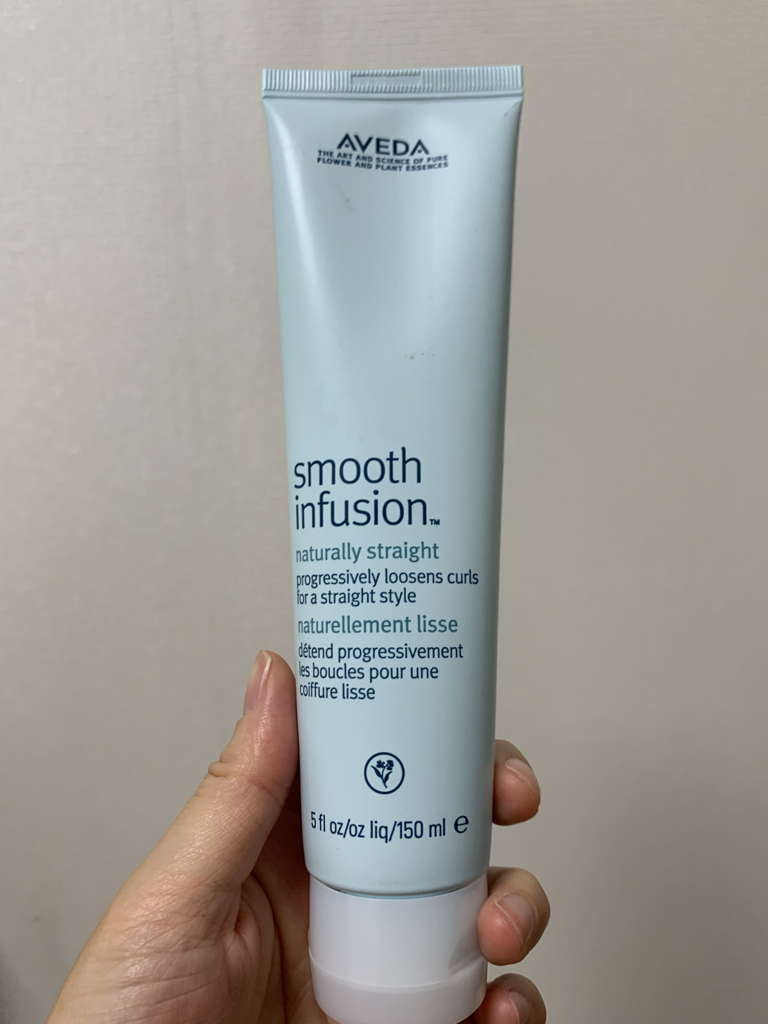 AVEDA
THE ART AND SCIENCE OF PURE
FLOWER AND PLANT ESSENCES
smooth
infusion™
naturally straight
progressively loosens curls
for a straight style
naturellement lisse
détend progressivement
les boucles pour une
coiffure lisse
5 fl oz/oz liq/150 ml ℮